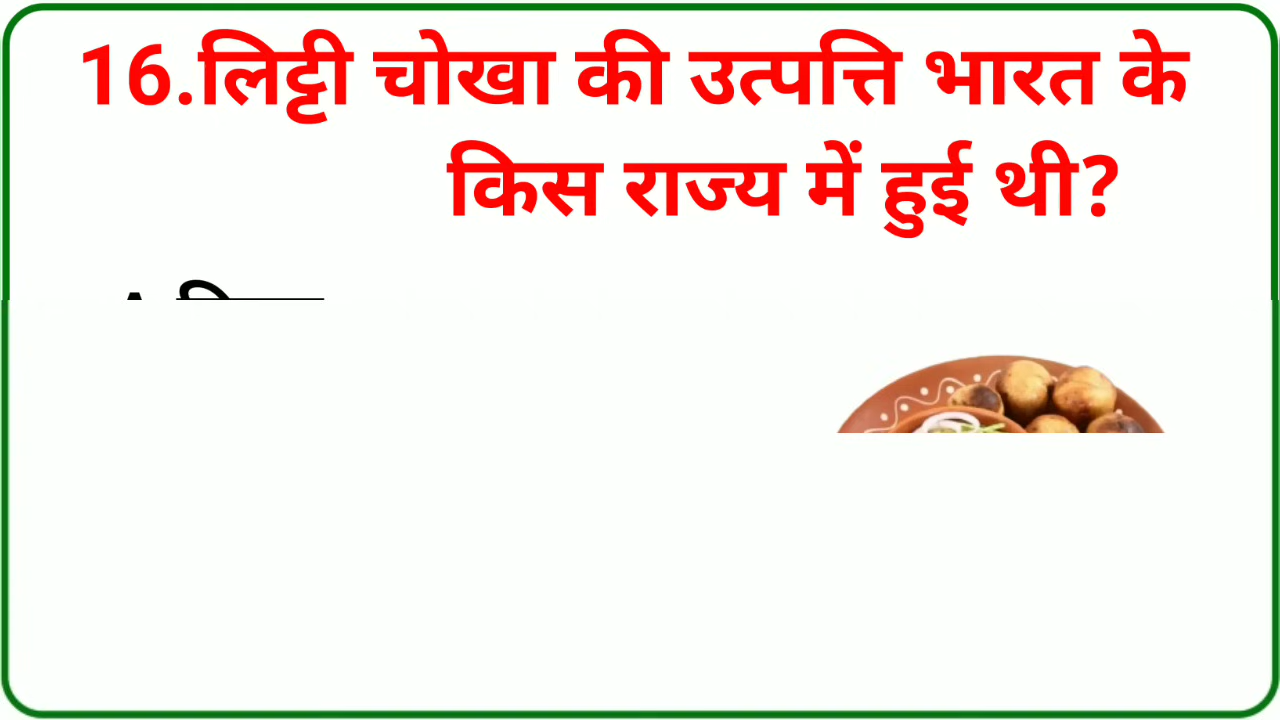 16.लिट्टी चोखा की उत्पत्ति भारत के
किस राज्य में हुई थी?